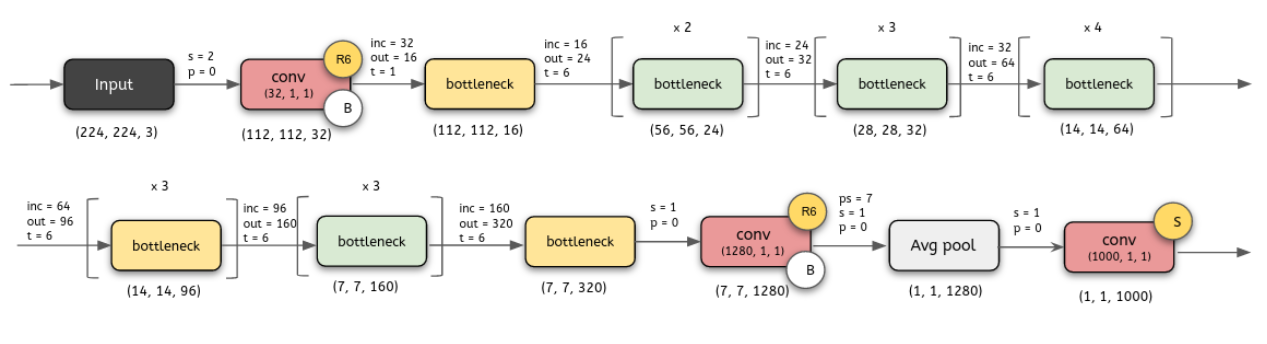 x 2
x 3
x 4
s = 2
p = 0
inc = 32
out = 16
t = 1
inc = 16
out = 24
t = 6
inc = 24
out = 32
t = 6
inc = 32
out = 64
t = 6
Input
conv
(32, 1, 1)
R6
B
bottleneck
bottleneck
bottleneck
bottleneck
(224, 224, 3)
(112, 112, 32)
(112, 112, 16)
(56, 56, 24)
(28, 28, 32)
(14, 14, 64)
x 3
x 3
inc = 64
out = 96
t = 6
inc = 96
out = 160
t = 6
inc = 160
out = 320
t = 6
s = 1
p = 0
ps = 7
s = 1
p = 0
s = 1
p = 0
bottleneck
bottleneck
bottleneck
conv
(1280, 1, 1)
R6
B
Avg pool
conv
(1000, 1, 1)
S
(14, 14, 96)
(7, 7, 160)
(7, 7, 320)
(7, 7, 1280)
(1, 1, 1280)
(1, 1, 1000)